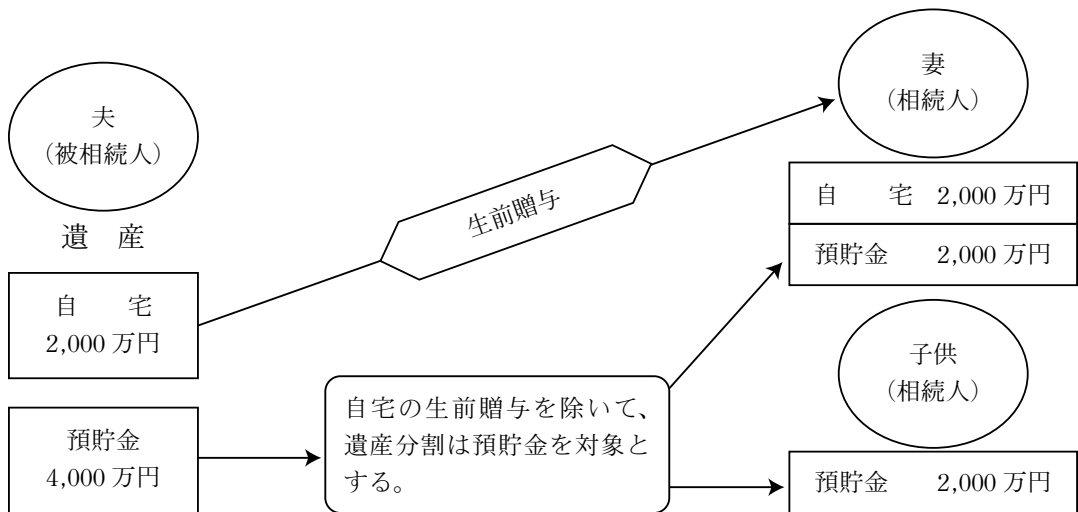 夫
（被相続人）
遺　産
自　　宅
2,000 万円
預貯金
4,000 万円
生前贈与
自宅の生前贈与を除いて、
遺産分割は預貯金を対象と
する。
妻
（相続人）
自　　宅　2,000 万円
預貯金　　2,000 万円
子供
（相続人）
預貯金　　2,000 万円